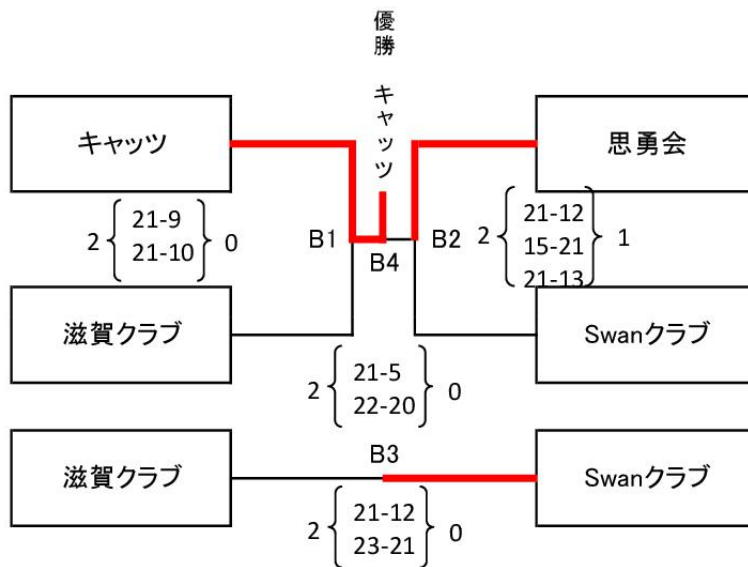 優勝 キャッツ
キャッツ
思勇会
2 { 21-9 21-10 } 0
B1
B4
B2
2 { 21-12 15-21 21-13 } 1
滋賀クラブ
Swanクラブ
2 { 21-5 22-20 } 0
滋賀クラブ
B3
Swanクラブ
2 { 21-12 23-21 } 0